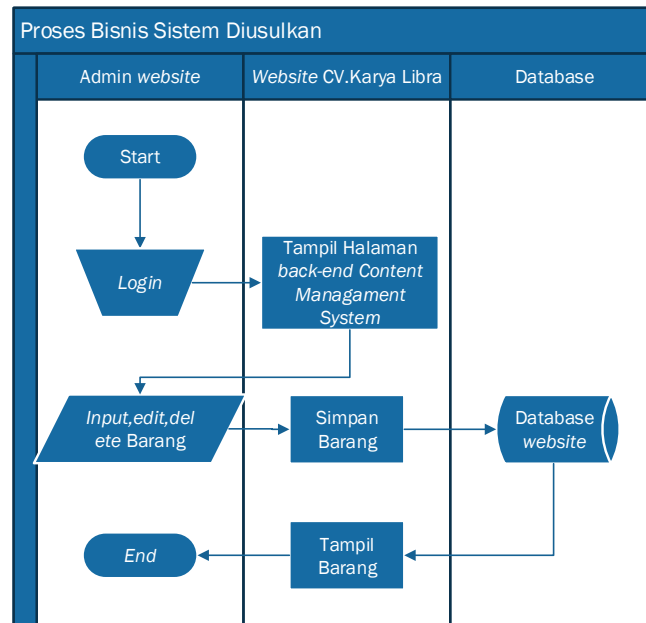 Proses Bisnis Sistem Diusulkan
Admin website
Website CV.Karya Libra
Database
Start
Login
Tampil Halaman
back-end Content
Managament
System
Input,edit,del
ete Barang
Simpan
Barang
Database
website
End
Tampil
Barang